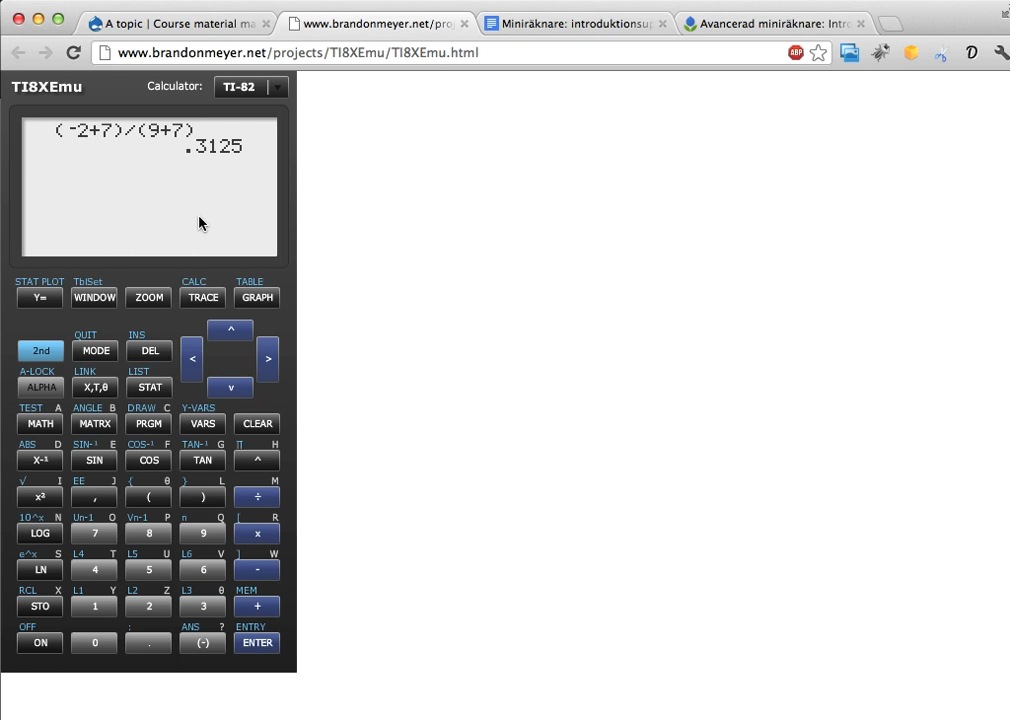 A topic | Course material ma
www.brandonmeyer.net/proj
Miniräknare: introduktionsup
Avancerad miniräknare: Intro
www.brandonmeyer.net/projects/TI8XEmu/TI8XEmu.html
ABP
D
TI8XEmu
Calculator:
TI-82
(-2+7)/(9+7)
.3125
STAT PLOT TblSet CALC TABLE
Y= WINDOW ZOOM TRACE GRAPH
QUIT INS
^
2nd MODE DEL < >
A-LOCK LINK LIST
ALPHA X,T,θ STAT v
TEST A ANGLE B DRAW C Y-VARS
MATH MATRX PRGM VARS CLEAR
ABS D SIN-¹ E COS-¹ F TAN-¹ G ∏ H
X-¹ SIN COS TAN ^
√ I EE J { θ } L M
x² , ( ) ÷
10^x N Un-1 O Vn-1 P n Q [ R
LOG 7 8 9 x
e^x S L4 T L5 U L6 V ] W
LN 4 5 6 -
RCL X L1 Y L2 Z L3 θ MEM
STO 1 2 3 +
OFF : ANS ? ENTRY
ON 0 . (-) ENTER